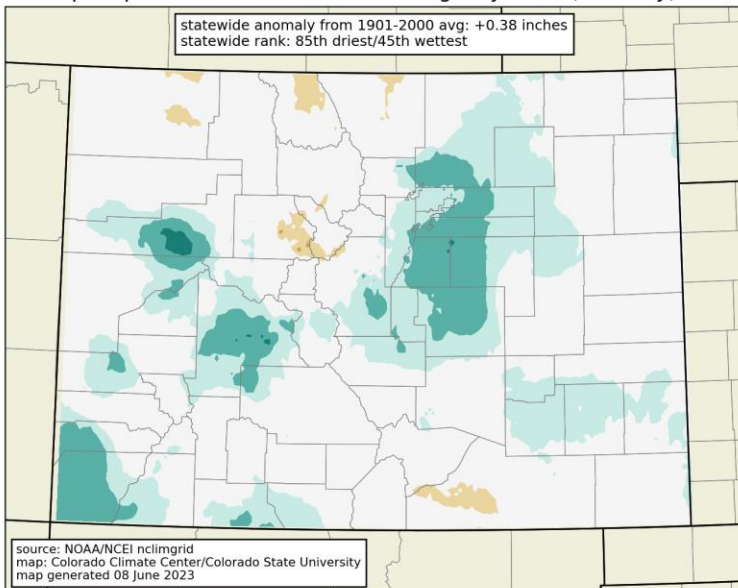 statewide anomaly from 1901-2000 avg: +0.38 inches
statewide rank: 85th driest/45th wettest
source: NOAA/NCEI nclimgrid
map: Colorado Climate Center/Colorado State University
map generated 08 June 2023